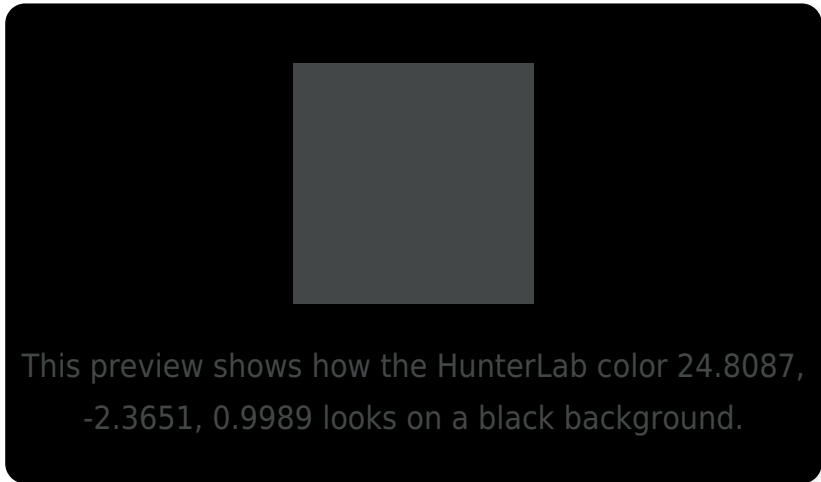 This preview shows how the HunterLab color 24.8087,
-2.3651, 0.9989 looks on a black background.